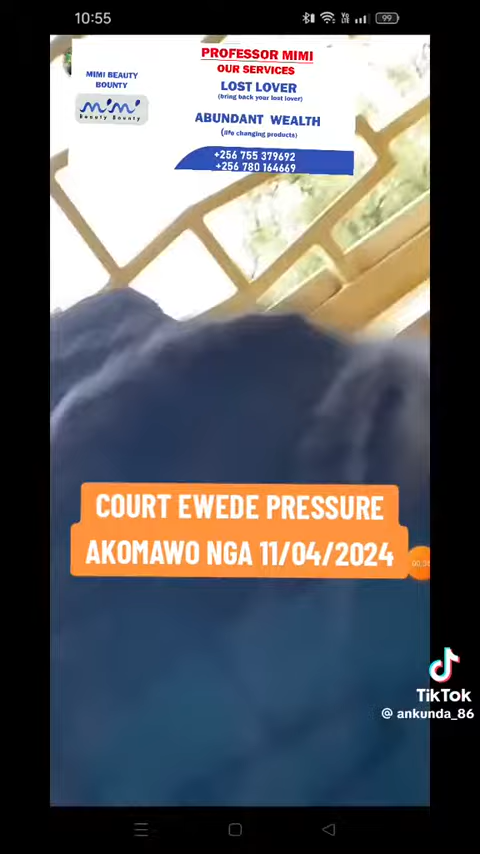 10:55
Vo
LTE
99
PROFESSOR MIMI
OUR SERVICES
MIMI BEAUTY
BOUNTY
LOST LOVER
(bring back your lost lover)
mimi
Beauty Bounty
ABUNDANT WEALTH
(life changing products)
+256 755 379692
+256 780 164669
COURT EWEDE PRESSURE
AKOMAWO NGA 11/04/2024
TikTok
@ ankunda_86